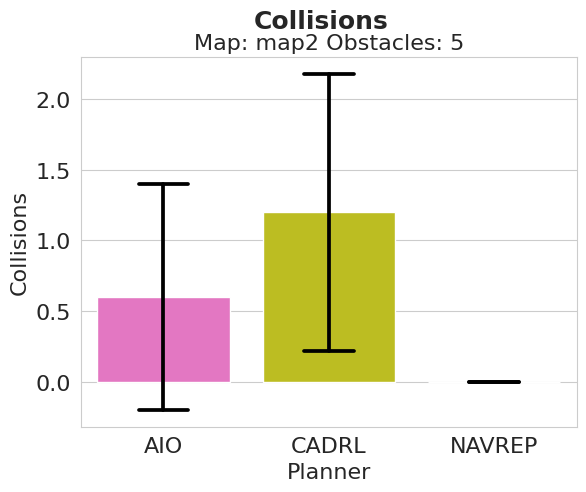 Collisions
Map: map2 Obstacles: 5
Collisions
2.0
1.5
1.0
0.5
0.0
AIO CADRL NAVREP
Planner